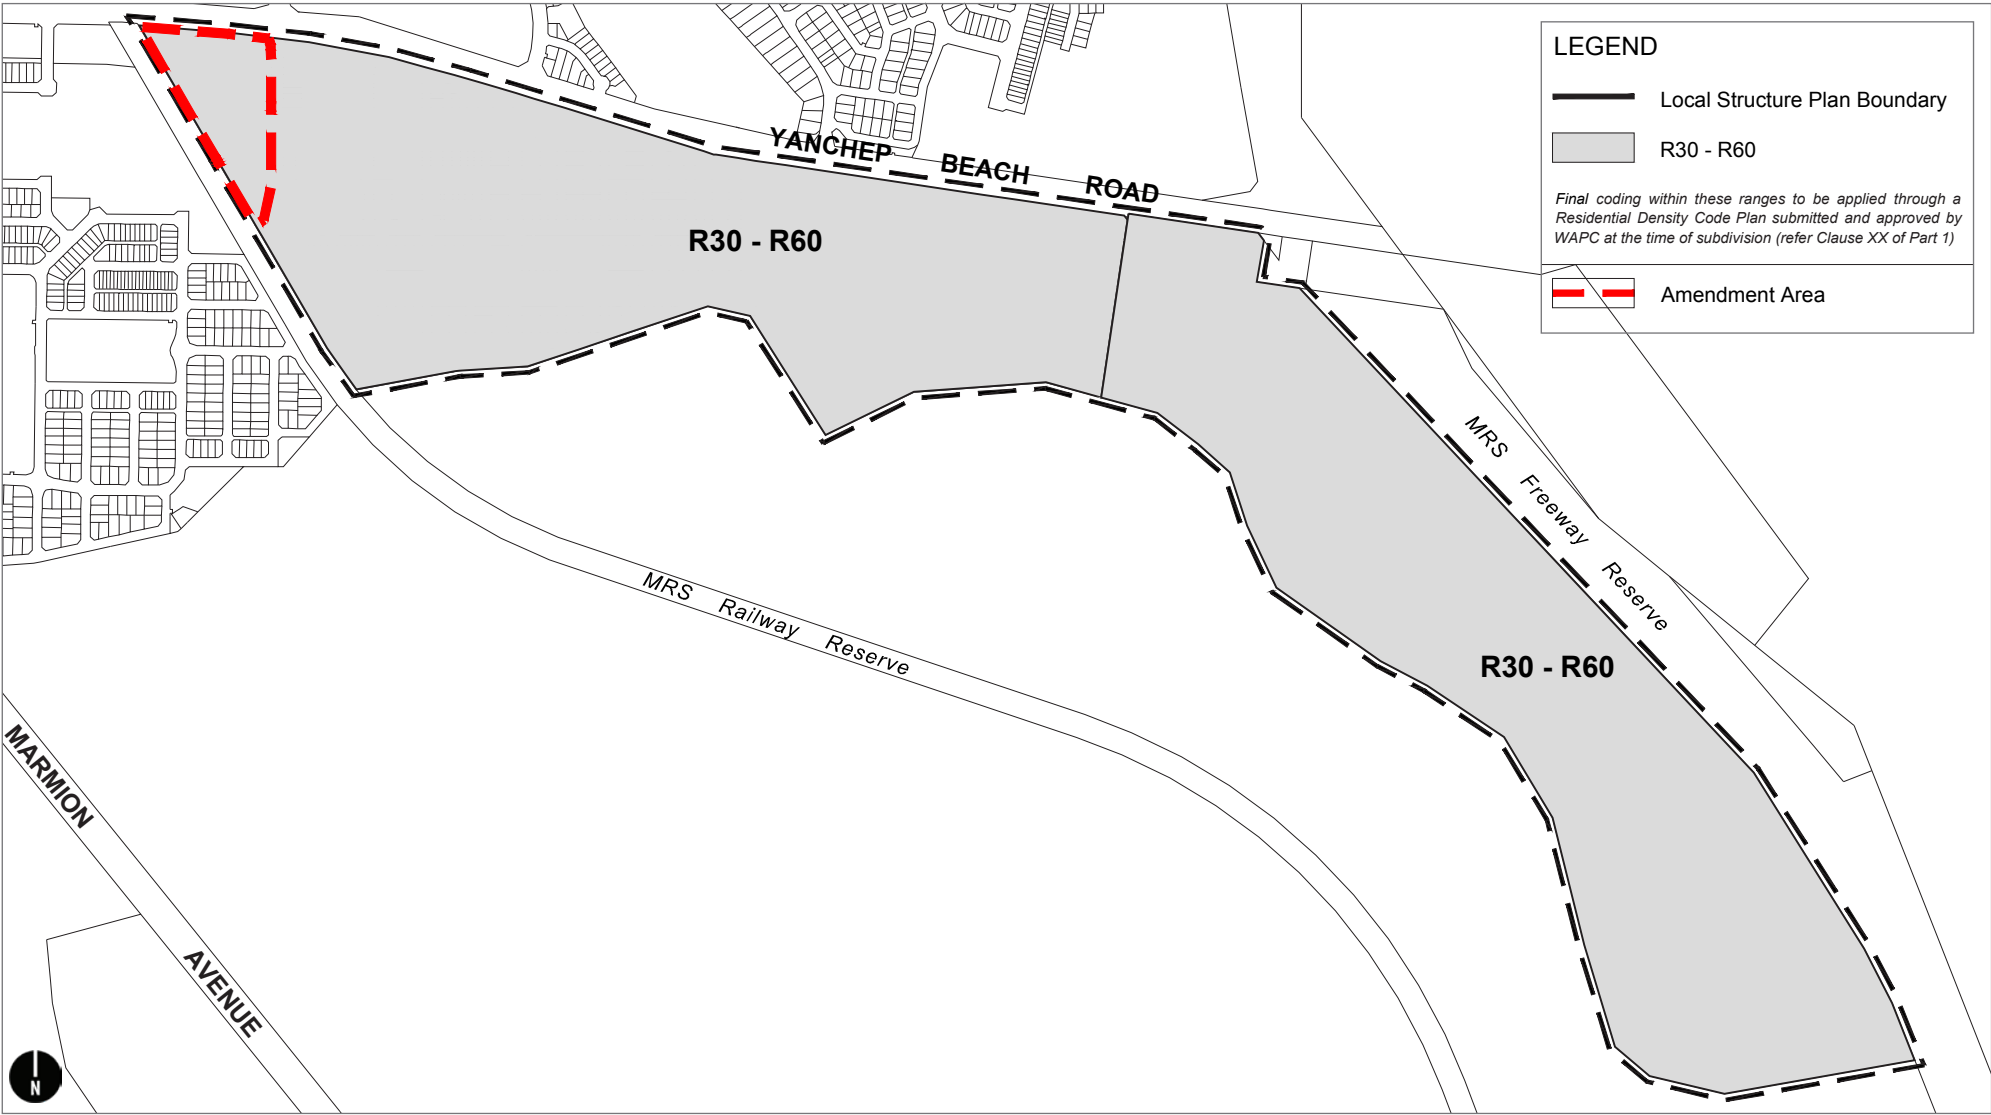 LEGEND
Local Structure Plan Boundary
R30 - R60
Final coding within these ranges to be applied through a
Residential Density Code Plan submitted and approved by
WAPC at the time of subdivision (refer Clause XX of Part 1)
Amendment Area
YANCHEP BEACH ROAD
R30 - R60
MRS Freeway Reserve
MRS Railway Reserve
R30 - R60
MARMION AVENUE
N